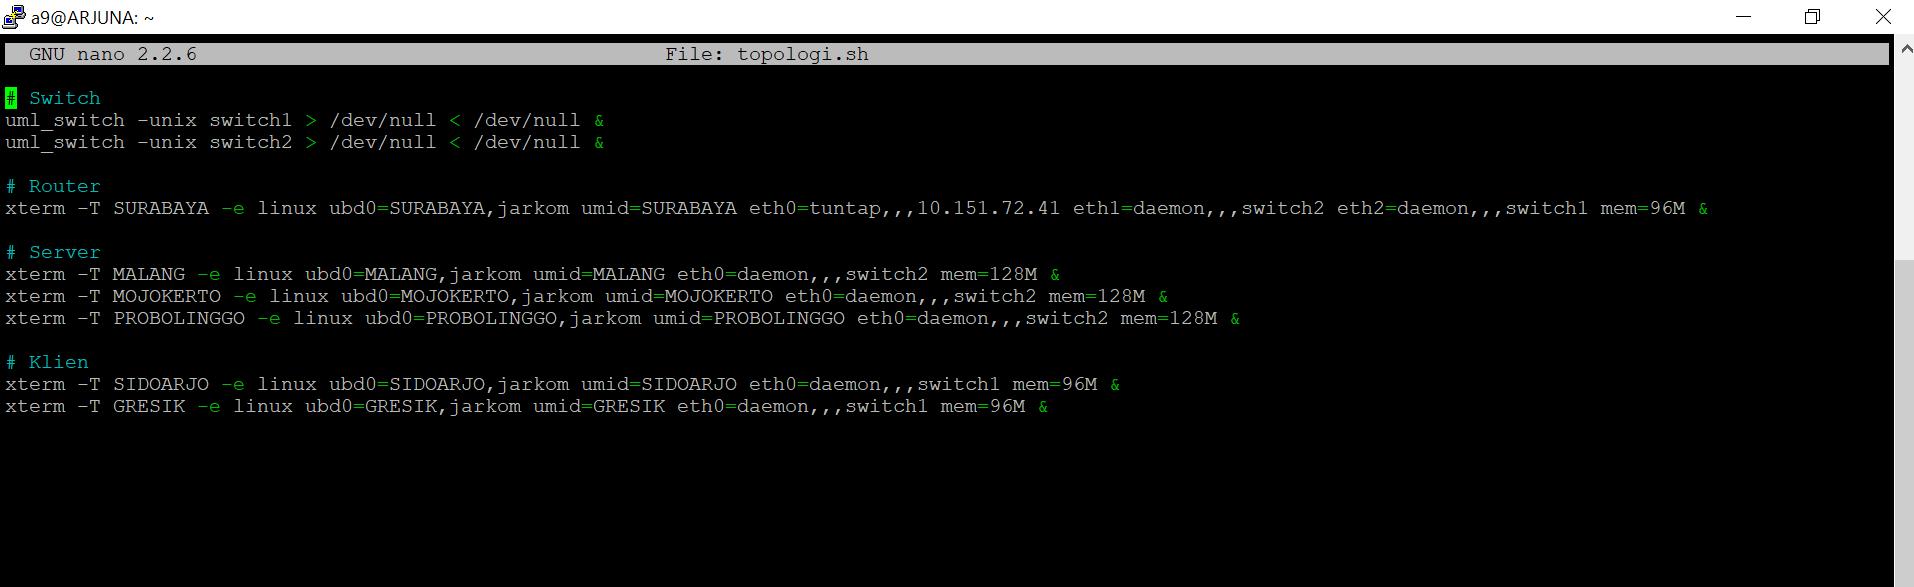 a9@ARJUNA: ~
GNU nano 2.2.6 File: topologi.sh
# Switch
uml_switch -unix switch1 > /dev/null < /dev/null &
uml_switch -unix switch2 > /dev/null < /dev/null &
# Router
xterm -T SURABAYA -e linux ubd0=SURABAYA,jarkom umid=SURABAYA eth0=tuntap,,,10.151.72.41 eth1=daemon,,,switch2 eth2=daemon,,,switch1 mem=96M &
# Server
xterm -T MALANG -e linux ubd0=MALANG,jarkom umid=MALANG eth0=daemon,,,switch2 mem=128M &
xterm -T MOJOKERTO -e linux ubd0=MOJOKERTO,jarkom umid=MOJOKERTO eth0=daemon,,,switch2 mem=128M &
xterm -T PROBOLINGGO -e linux ubd0=PROBOLINGGO,jarkom umid=PROBOLINGGO eth0=daemon,,,switch2 mem=128M &
# Klien
xterm -T SIDOARJO -e linux ubd0=SIDOARJO,jarkom umid=SIDOARJO eth0=daemon,,,switch1 mem=96M &
xterm -T GRESIK -e linux ubd0=GRESIK,jarkom umid=GRESIK eth0=daemon,,,switch1 mem=96M &